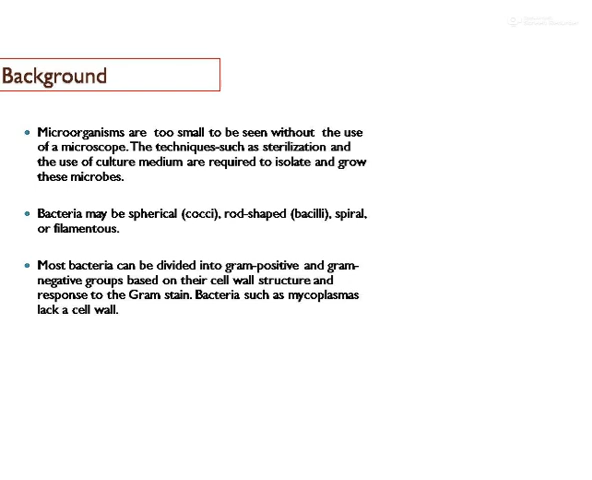 Background
• Microorganisms are too small to be seen without the use
of a microscope. The techniques-such as sterilization and
the use of culture medium are required to isolate and grow
these microbes.
• Bacteria may be spherical (cocci), rod-shaped (bacilli), spiral,
or filamentous.
• Most bacteria can be divided into gram-positive and gram-
negative groups based on their cell wall structure and
response to the Gram stain. Bacteria such as mycoplasmas
lack a cell wall.